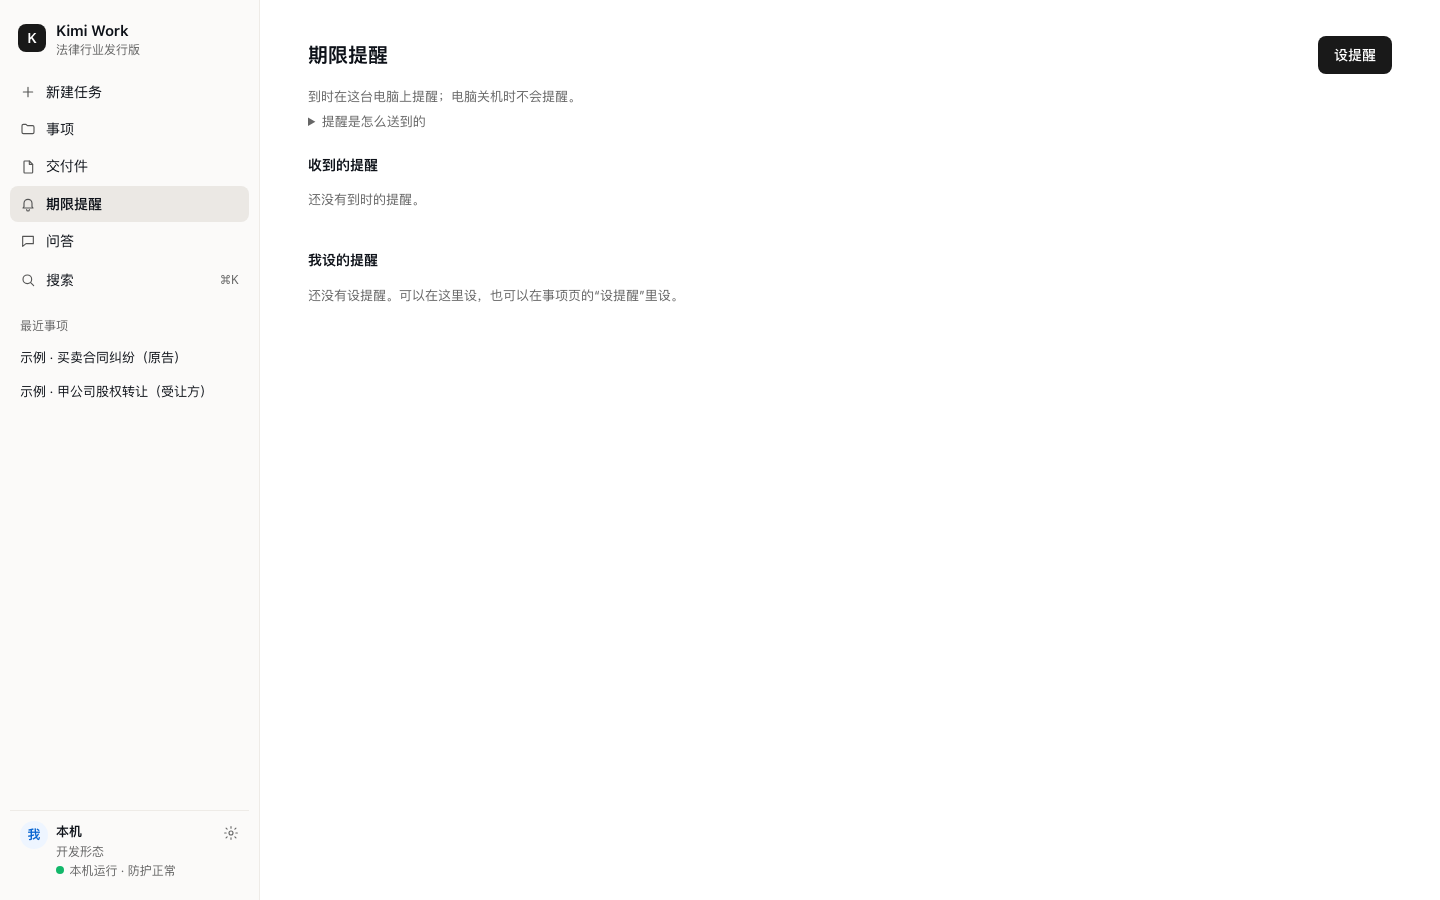 K
Kimi Work
法律行业发行版
新建任务
事项
交付件
期限提醒
问答
搜索 ⌘K
最近事项
示例 · 买卖合同纠纷（原告）
示例 · 甲公司股权转让（受让方）
我
本机
开发形态
本机运行 · 防护正常
期限提醒
设提醒
到时在这台电脑上提醒；电脑关机时不会提醒。
▶ 提醒是怎么送到的
收到的提醒
还没有到时的提醒。
我设的提醒
还没有设提醒。可以在这里设，也可以在事项页的“设提醒”里设。